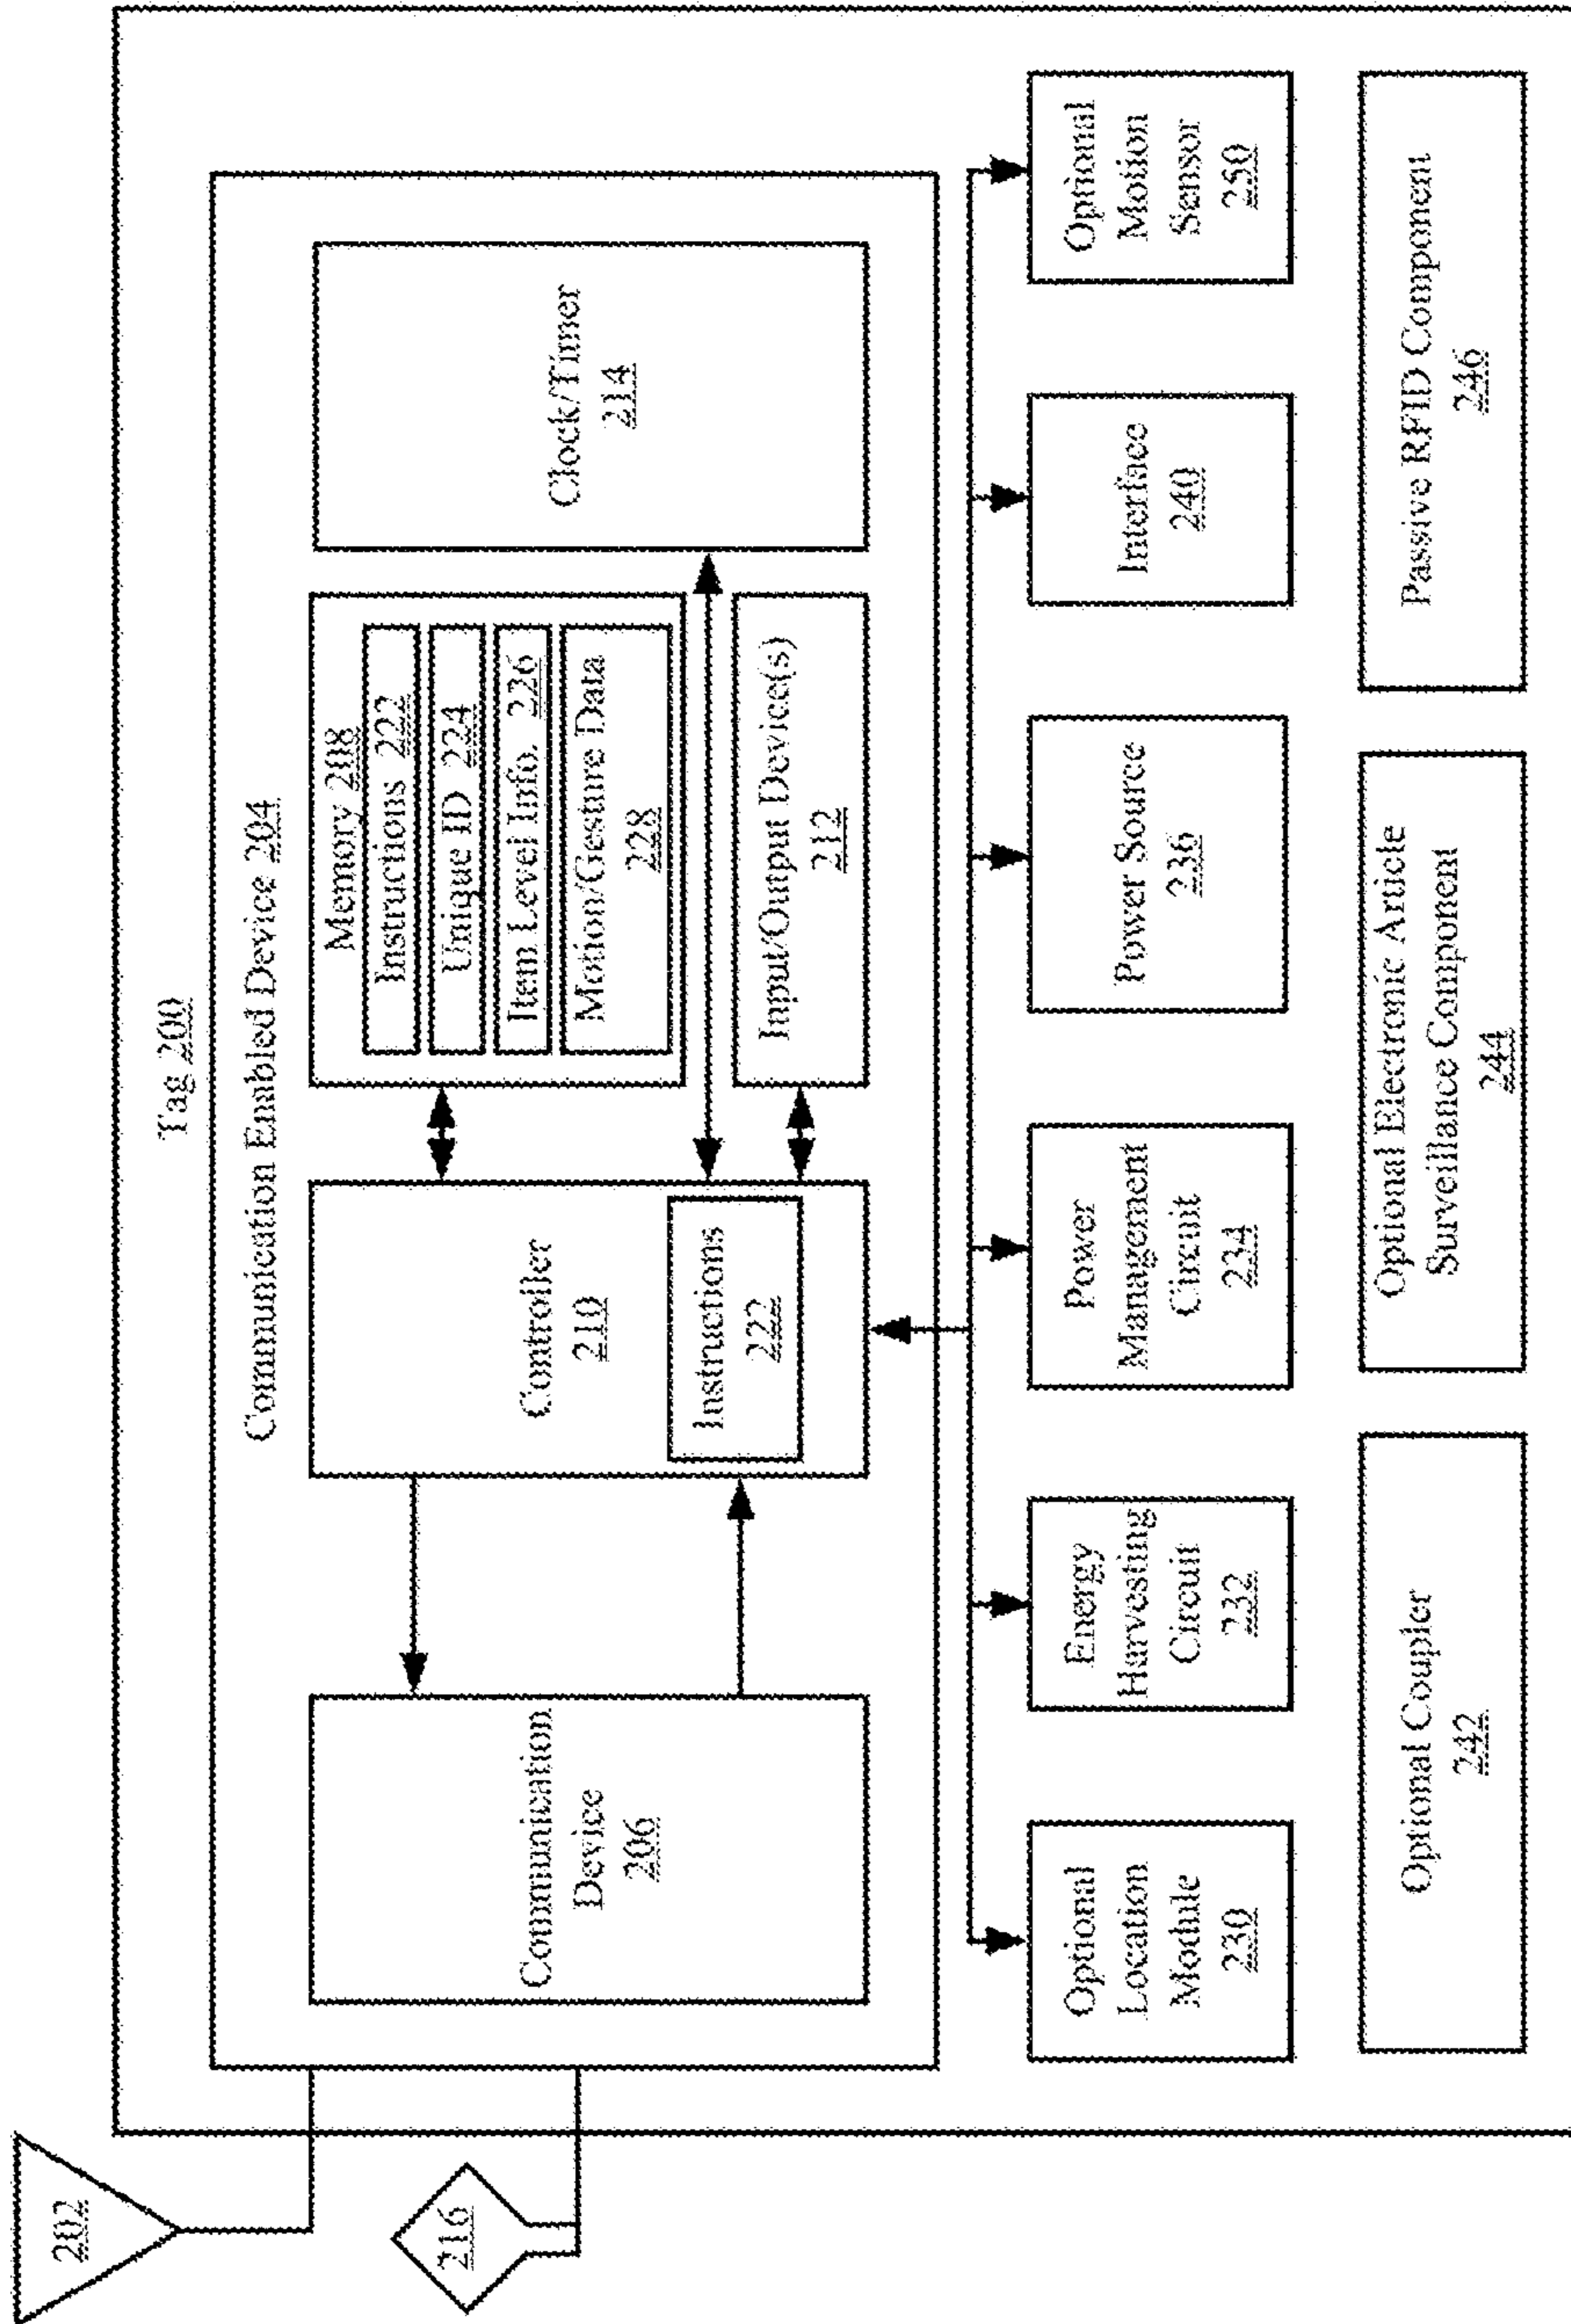 202
216
Tag 200
Communication Enabled Device 204
Communication
Device
206
Controller
210
Instructions
222
Memory 208
Instructions 222
Unique ID 224
Item Level Info. 226
Motion/Gesture Data
228
Input/Output Device(s)
212
Clock/Timer
214
Optional
Location
Module
230
Energy
Harvesting
Circuit
232
Power
Management
Circuit
234
Power Source
236
Interface
240
Optional
Motion
Sensor
250
Optional Coupler
242
Optional Electronic Article
Surveillance Component
244
Passive RFID Component
246